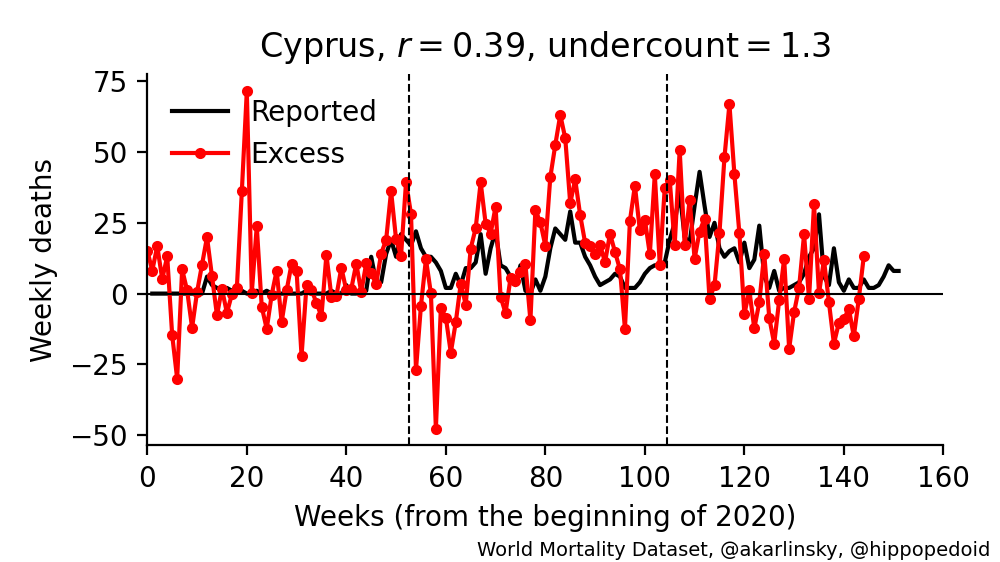 Cyprus, r = 0.39, undercount = 1.3
75
50
25
0
−25
−50
Weekly deaths
Reported
Excess
0 20 40 60 80 100 120 140 160
Weeks (from the beginning of 2020)
World Mortality Dataset, @akarlinsky, @hippopedoid